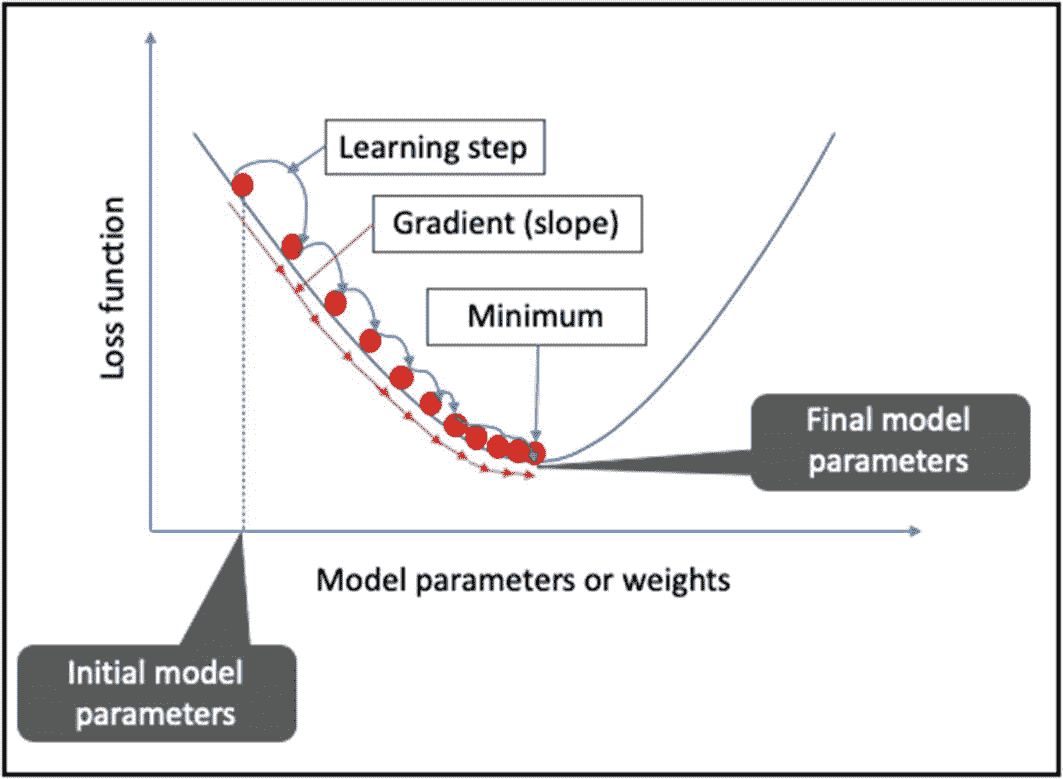 Learning step
Gradient (slope)
Minimum
Loss function
Final model
parameters
Model parameters or weights
Initial model
parameters